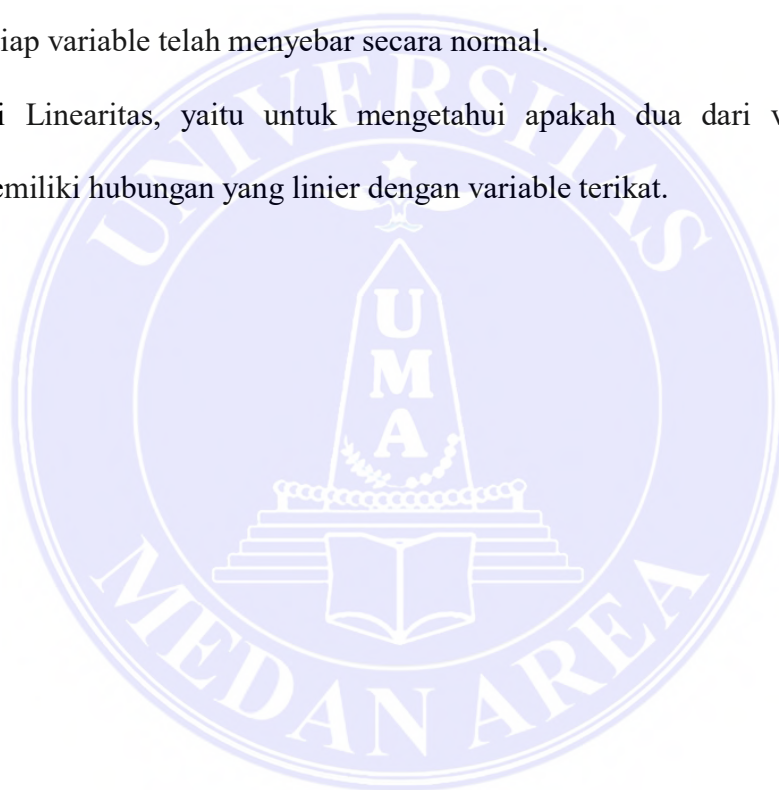 iap variable telah menyebar secara normal.
i Linearitas, yaitu untuk mengetahui apakah dua dari v
emiliki hubungan yang linier dengan variable terikat.
UNIVERSITAS
U
M
A
MEDAN AREA